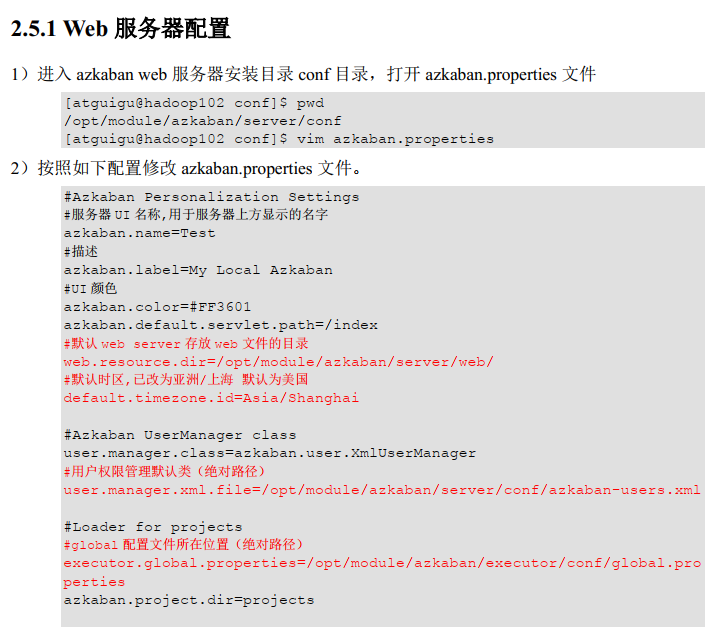 2.5.1 Web 服务器配置
1）进入 azkaban web 服务器安装目录 conf 目录，打开 azkaban.properties 文件
[atguigu@hadoop102 conf]$ pwd
/opt/module/azkaban/server/conf
[atguigu@hadoop102 conf]$ vim azkaban.properties
2）按照如下配置修改 azkaban.properties 文件。
#Azkaban Personalization Settings
#服务器 UI 名称,用于服务器上方显示的名字
azkaban.name=Test
#描述
azkaban.label=My Local Azkaban
#UI 颜色
azkaban.color=#FF3601
azkaban.default.servlet.path=/index
#默认 web server 存放 web 文件的目录
web.resource.dir=/opt/module/azkaban/server/web/
#默认时区,已改为亚洲/上海 默认为美国
default.timezone.id=Asia/Shanghai
#Azkaban UserManager class
user.manager.class=azkaban.user.XmlUserManager
#用户权限管理默认类（绝对路径）
user.manager.xml.file=/opt/module/azkaban/server/conf/azkaban-users.xml
#Loader for projects
#global 配置文件所在位置（绝对路径）
executor.global.properties=/opt/module/azkaban/executor/conf/global.pro
perties
azkaban.project.dir=projects